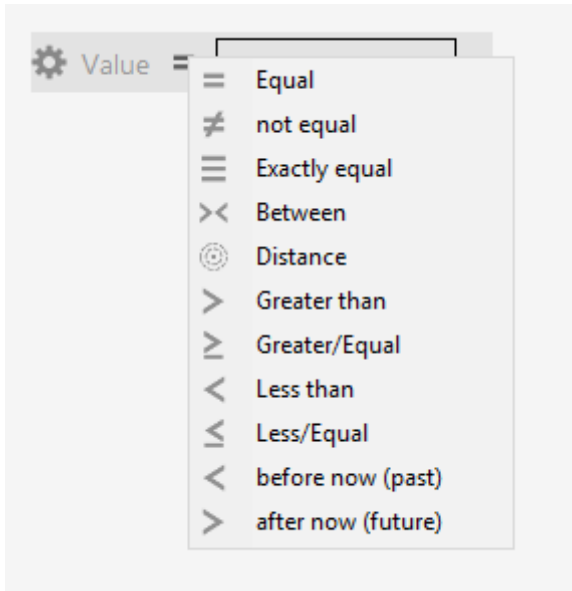 Value =
= Equal
≠ not equal
≡ Exactly equal
>< Between
Distance
> Greater than
≥ Greater/Equal
< Less than
≤ Less/Equal
< before now (past)
> after now (future)